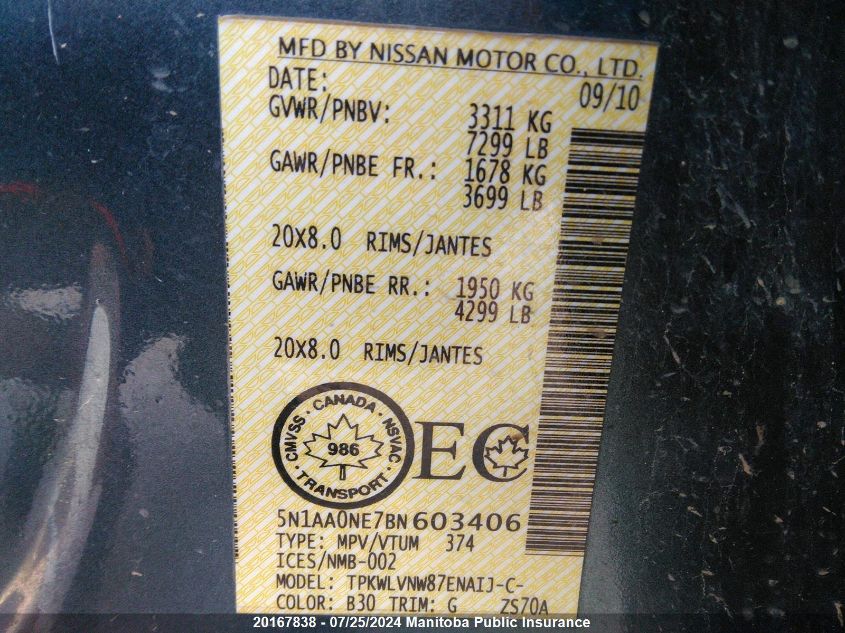 MFD BY NISSAN MOTOR CO., LTD.
DATE: 09/10
GVWR/PNBV: 3311 KG
7299 LB
GAWR/PNBE FR.: 1678 KG
3699 LB
20X8.0 RIMS/JANTES
GAWR/PNBE RR.: 1950 KG
4299 LB
20X8.0 RIMS/JANTES
CMVSS · CANADA · NSVAC · TRANSPORT ·
986
EC
5N1AA0NE7BN603406
TYPE: MPV/VTUM 374
ICES/NMB-002
MODEL: TPKWLVNW87ENAIJ-C-
COLOR: B30 TRIM: G ZS70A
20167838 - 07/25/2024 Manitoba Public Insurance